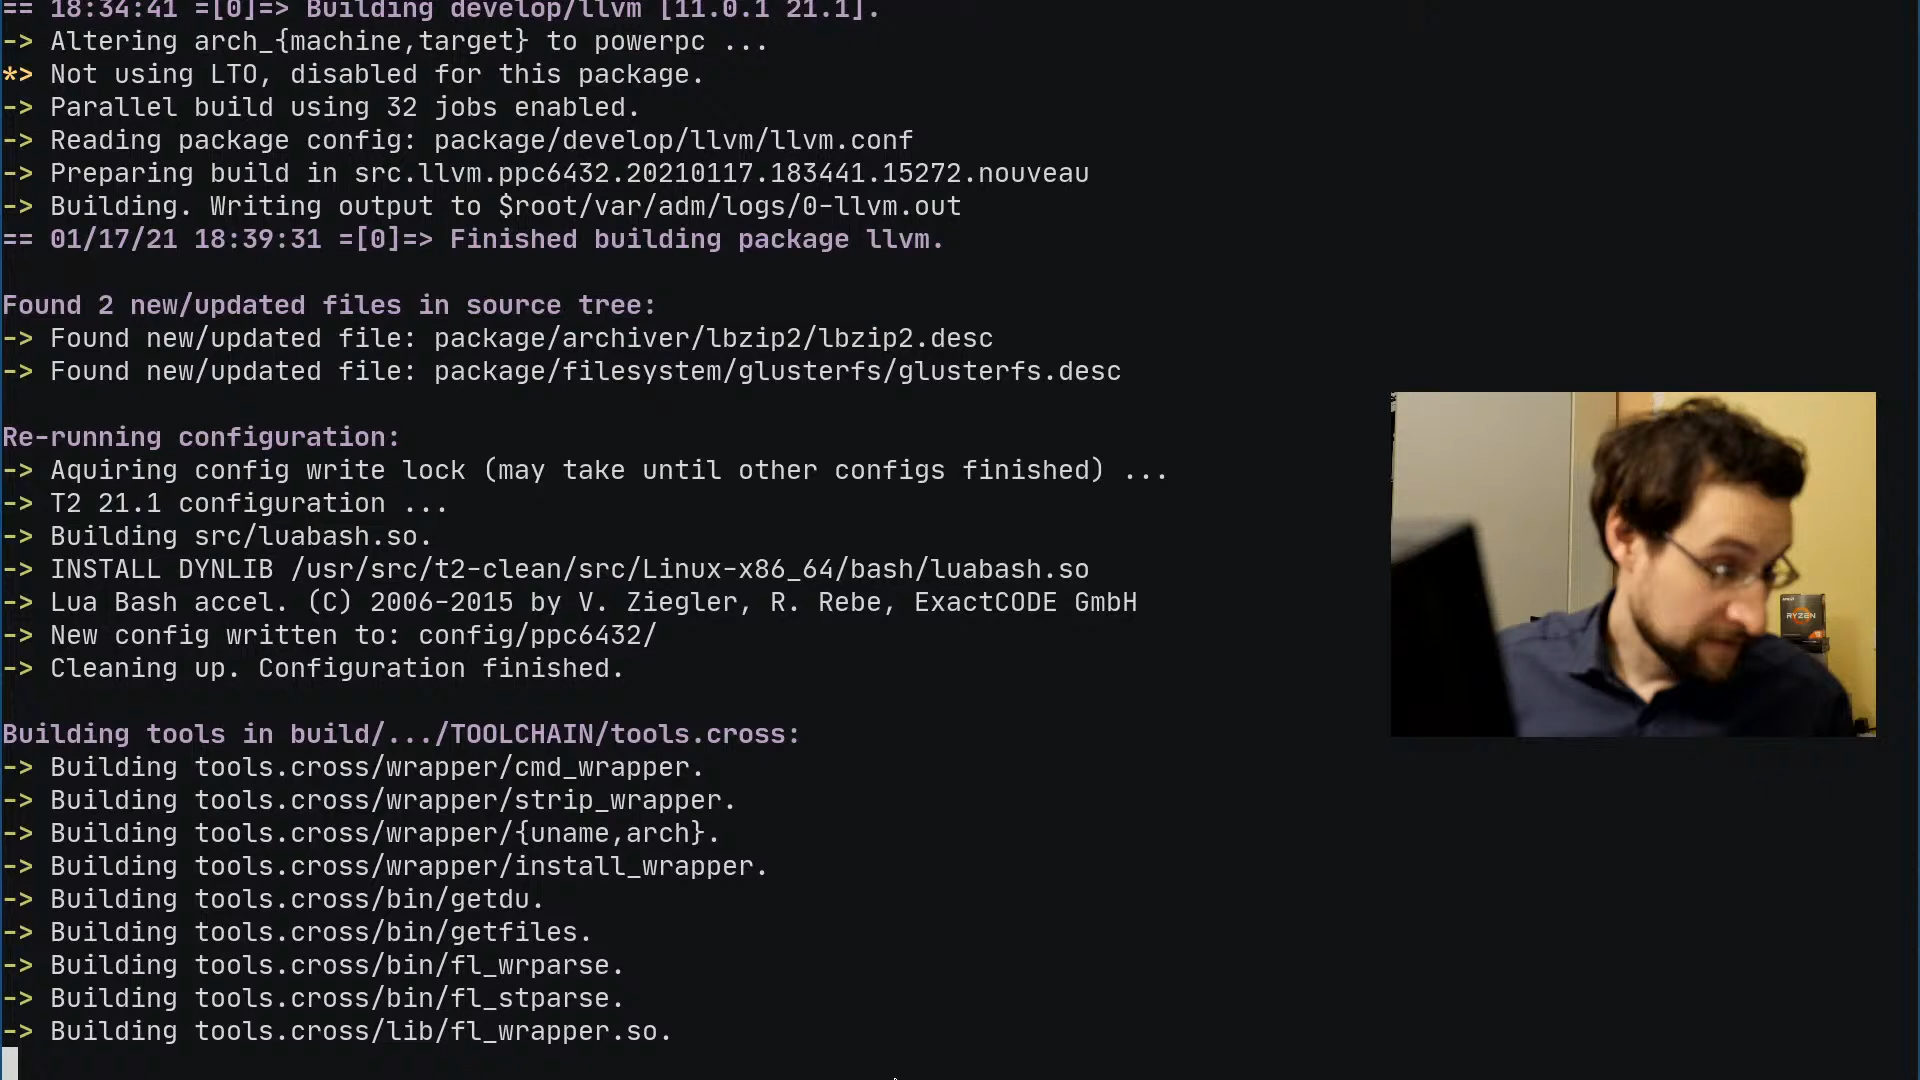 == 18:34:41 =[0]=> Building develop/llvm [11.0.1 21.1].
-> Altering arch_{machine,target} to powerpc ...
*> Not using LTO, disabled for this package.
-> Parallel build using 32 jobs enabled.
-> Reading package config: package/develop/llvm/llvm.conf
-> Preparing build in src.llvm.ppc6432.20210117.183441.15272.nouveau
-> Building. Writing output to $root/var/adm/logs/0-llvm.out
== 01/17/21 18:39:31 =[0]=> Finished building package llvm.
Found 2 new/updated files in source tree:
-> Found new/updated file: package/archiver/lbzip2/lbzip2.desc
-> Found new/updated file: package/filesystem/glusterfs/glusterfs.desc
Re-running configuration:
-> Aquiring config write lock (may take until other configs finished) ...
-> T2 21.1 configuration ...
-> Building src/luabash.so.
-> INSTALL DYNLIB /usr/src/t2-clean/src/Linux-x86_64/bash/luabash.so
-> Lua Bash accel. (C) 2006-2015 by V. Ziegler, R. Rebe, ExactCODE GmbH
-> New config written to: config/ppc6432/
-> Cleaning up. Configuration finished.
Building tools in build/.../TOOLCHAIN/tools.cross:
-> Building tools.cross/wrapper/cmd_wrapper.
-> Building tools.cross/wrapper/strip_wrapper.
-> Building tools.cross/wrapper/{uname,arch}.
-> Building tools.cross/wrapper/install_wrapper.
-> Building tools.cross/bin/getdu.
-> Building tools.cross/bin/getfiles.
-> Building tools.cross/bin/fl_wrparse.
-> Building tools.cross/bin/fl_stparse.
-> Building tools.cross/lib/fl_wrapper.so.
RYZEN